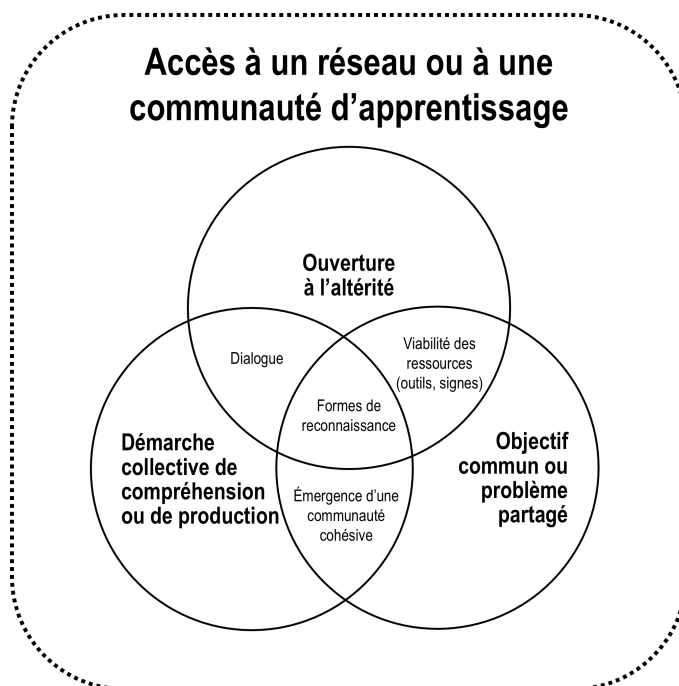 Accès à un réseau ou à une
communauté d’apprentissage
Ouverture
à l’altérité
Dialogue
Viabilité des
ressources
(outils, signes)
Formes de
reconnaissance
Démarche
collective de
compréhension
ou de production
Objectif
commun ou
problème
partagé
Émergence d’une
communauté
cohésive